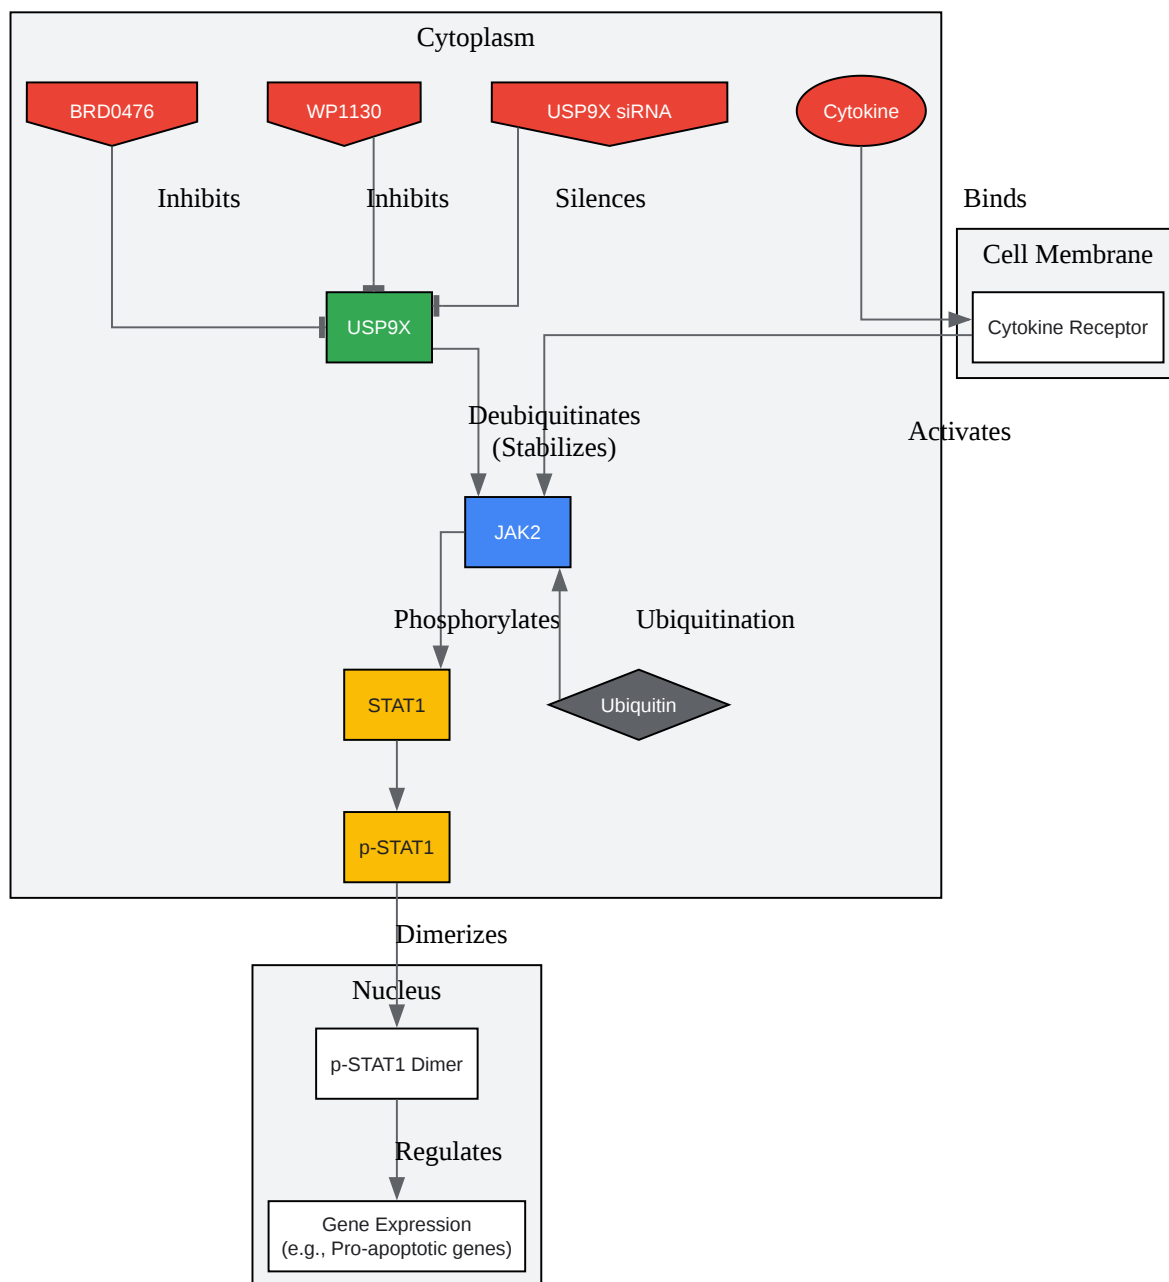 Cytoplasm
BRD0476
WP1130
USP9X siRNA
Cytokine
Inhibits
Inhibits
Silences
Binds
Cell Membrane
USP9X
Cytokine Receptor
Deubiquitinates
(Stabilizes)
Activates
JAK2
Phosphorylates
Ubiquitination
STAT1
Ubiquitin
p-STAT1
Dimerizes
Nucleus
p-STAT1 Dimer
Regulates
Gene Expression
(e.g., Pro-apoptotic genes)